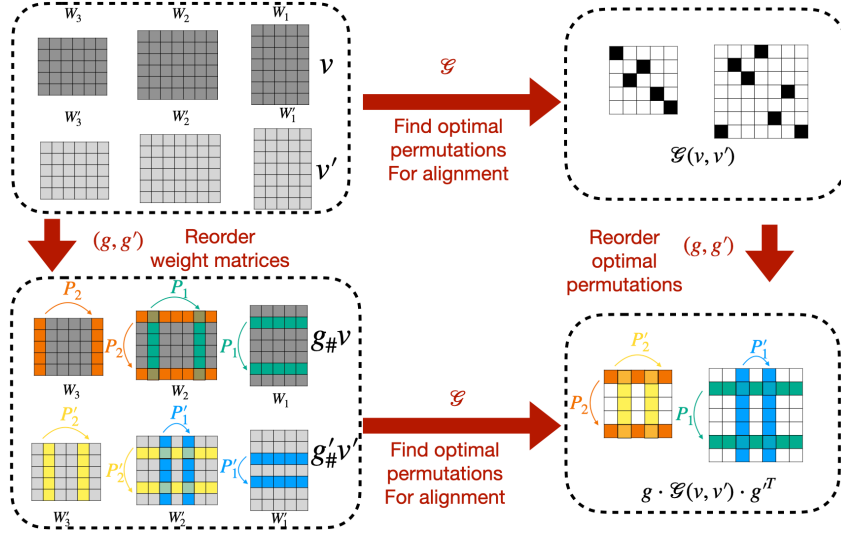 W₃ W₂ W₁
v
W′₃ W′₂ W′₁
v′
𝒢
Find optimal
permutations
For alignment
𝒢(v, v′)
(g, g′)
Reorder
weight matrices
Reorder
optimal
permutations
(g, g′)
P₂
P₁
P₂
P₁
g#v
W₃ W₂ W₁
P′₂
P′₁
P′₂
P′₁
g′#v′
W′₃ W′₂ W′₁
𝒢
Find optimal
permutations
For alignment
P′₂
P′₁
P₂
P₁
g · 𝒢(v, v′) · g′ᵀ